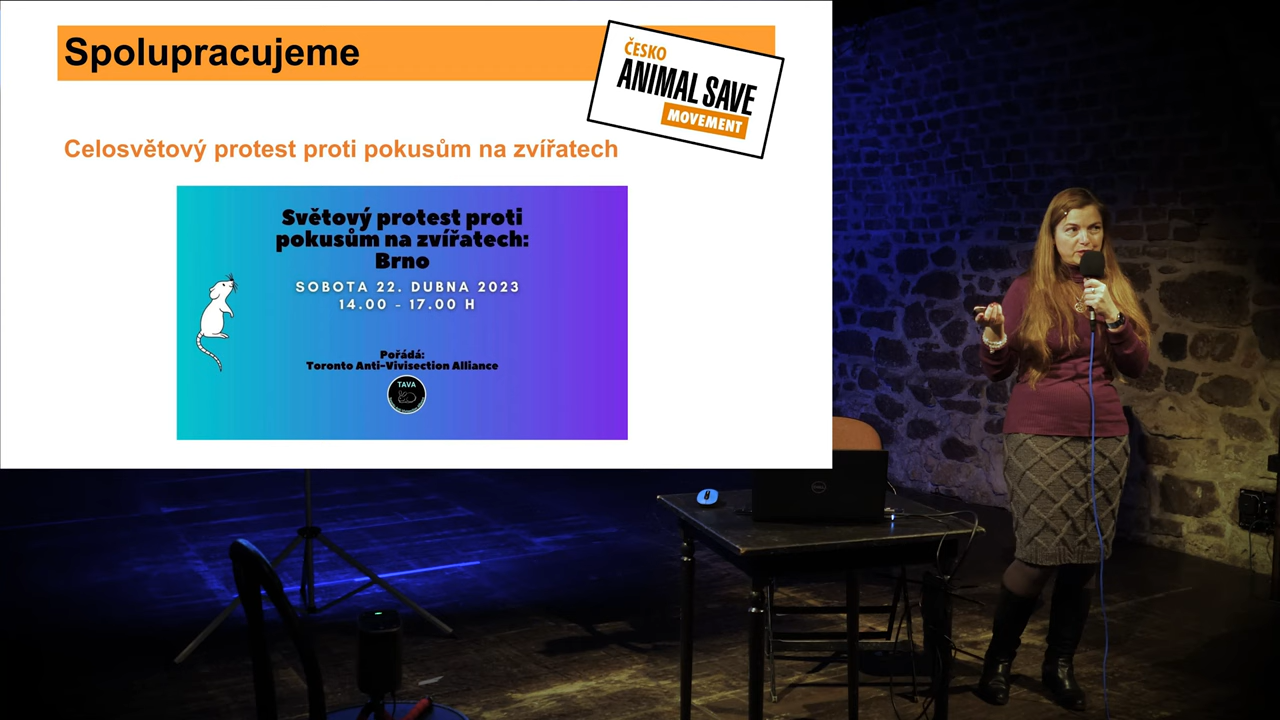 Spolupracujeme
ČESKO
ANIMAL SAVE
MOVEMENT
Celosvětový protest proti pokusům na zvířatech
Světový protest proti
pokusům na zvířatech:
Brno
SOBOTA 22. DUBNA 2023
14.00 - 17.00 H
Pořádá:
Toronto Anti-Vivisection Alliance
TAVA